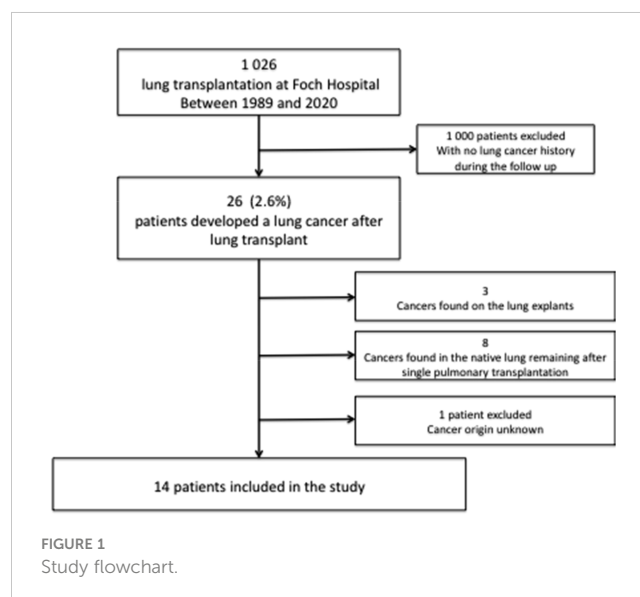 1 026
lung transplantation at Foch Hospital
Between 1989 and 2020
1 000 patients excluded
With no lung cancer history
during the follow up
26 (2.6%)
patients developed a lung cancer after
lung transplant
3
Cancers found on the lung explants
8
Cancers found in the native lung remaining after
single pulmonary transplantation
1 patient excluded
Cancer origin unknown
14 patients included in the study
FIGURE 1
Study flowchart.